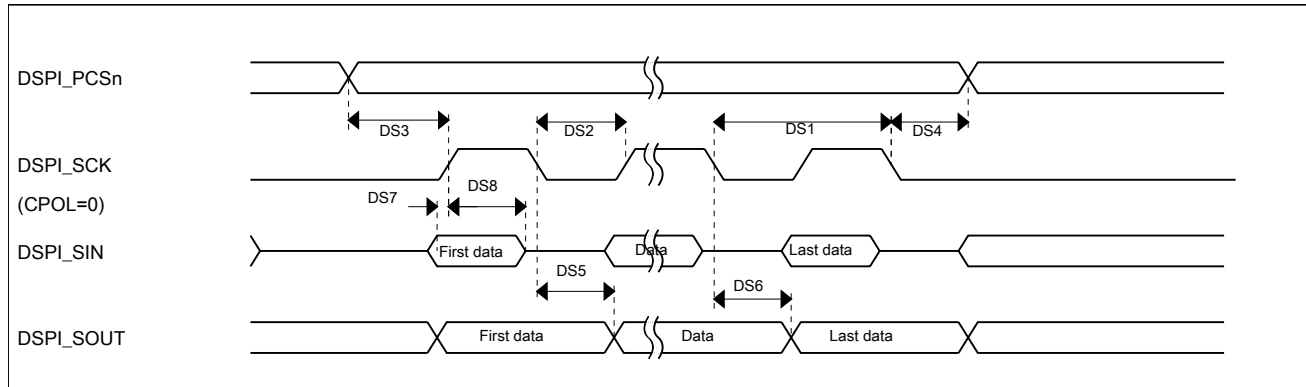 DSPI_PCSn
DS3
DS2
DS1
DS4
DSPI_SCK
(CPOL=0)
DS7
DS8
DSPI_SIN
First data
Data
Last data
DS5
DS6
DSPI_SOUT
First data
Data
Last data